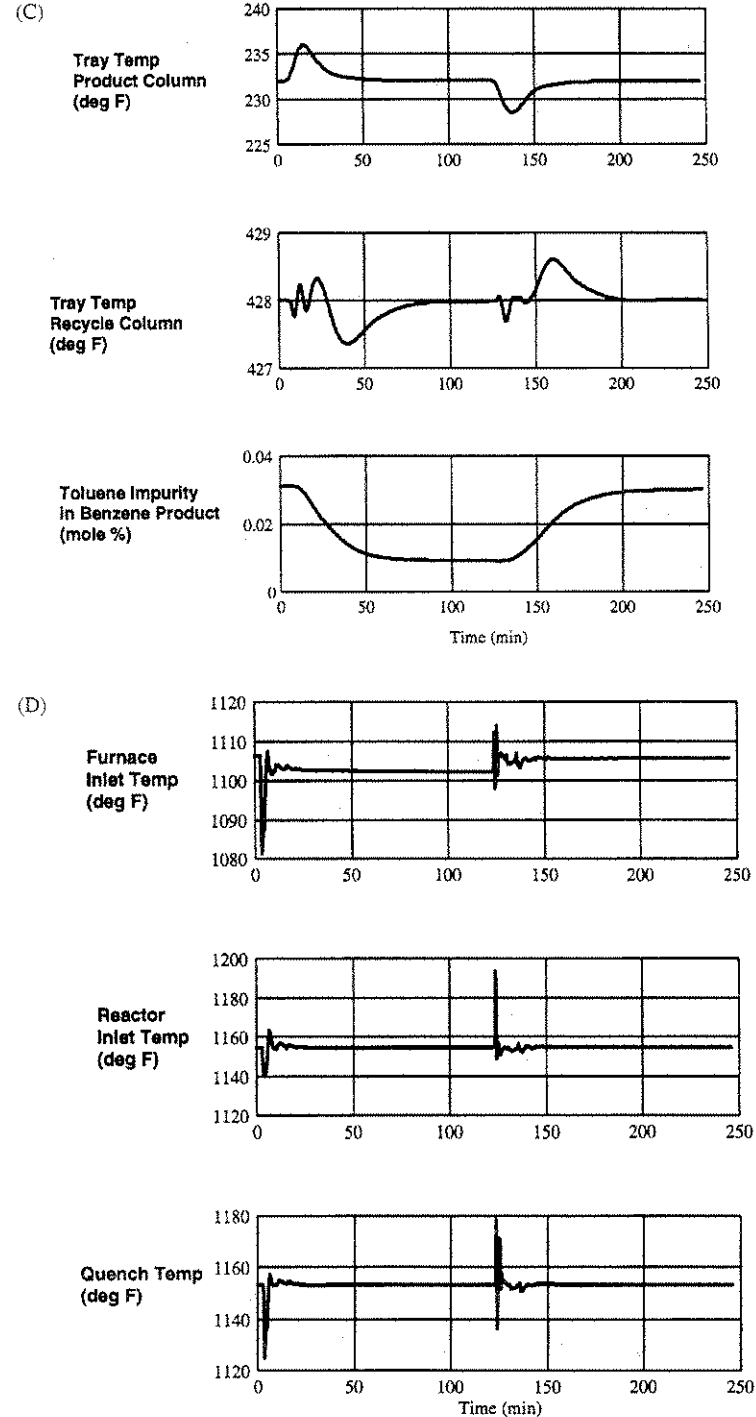 (C)
Tray Temp
Product Column
(deg F)
240
235
230
225
0 50 100 150 200 250
Tray Temp
Recycle Column
(deg F)
429
428
427
0 50 100 150 200 250
Toluene Impurity
in Benzene Product
(mole %)
0.04
0.02
0
0 50 100 150 200 250
Time (min)
(D)
Furnace
Inlet Temp
(deg F)
1120
1110
1100
1090
1080
0 50 100 150 200 250
Reactor
Inlet Temp
(deg F)
1200
1180
1160
1140
1120
0 50 100 150 200 250
Quench Temp
(deg F)
1180
1160
1140
1120
0 50 100 150 200 250
Time (min)